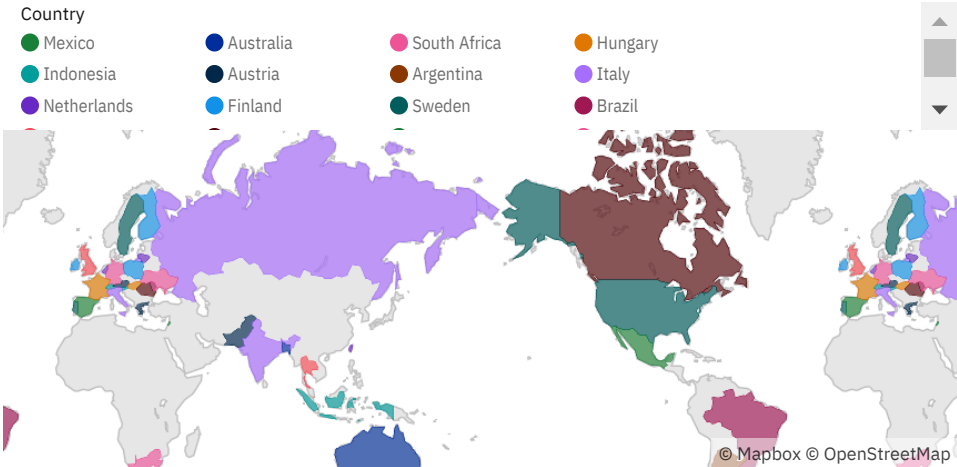 Country
Mexico Australia South Africa Hungary
Indonesia Austria Argentina Italy
Netherlands Finland Sweden Brazil
© Mapbox © OpenStreetMap